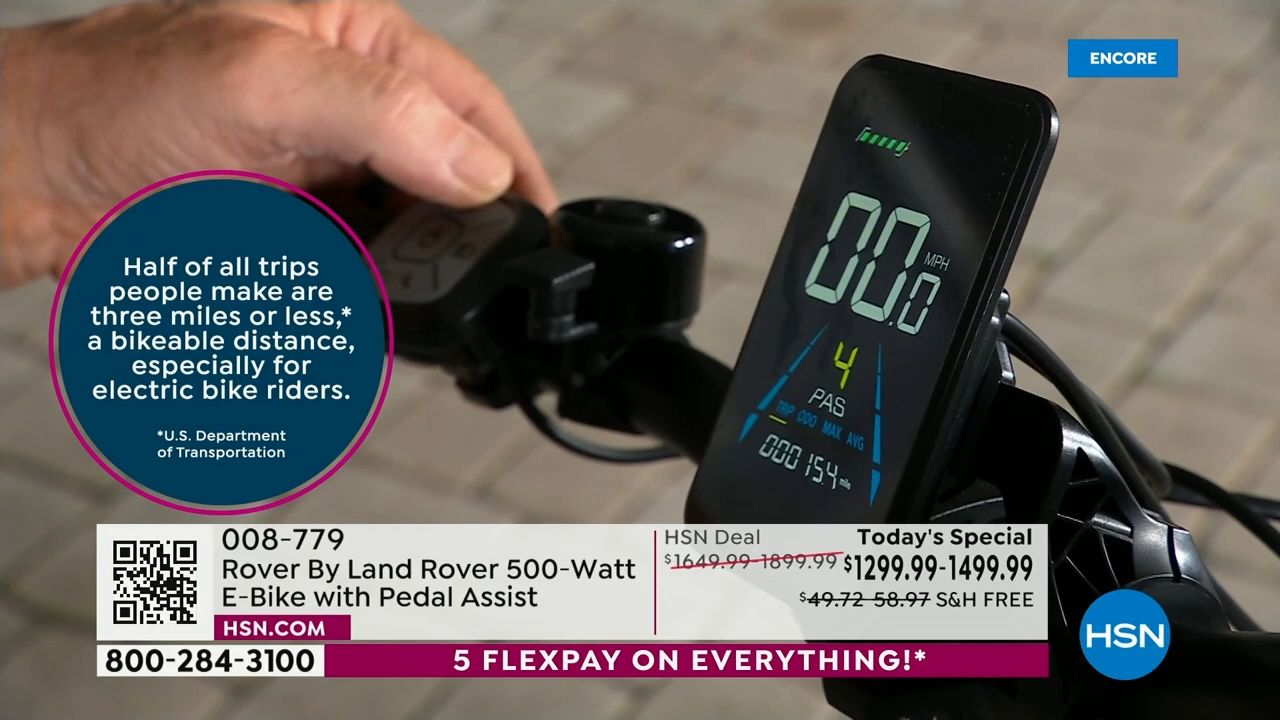 ENCORE
00.0 MPH
4
PAS
TRIP ODO MAX AVG
000 154 mile
Half of all trips
people make are
three miles or less,*
a bikeable distance,
especially for
electric bike riders.
*U.S. Department
of Transportation
008-779
Rover By Land Rover 500-Watt
E-Bike with Pedal Assist
HSN.COM
HSN Deal
$1649.99-1899.99
Today's Special
$1299.99-1499.99
$49.72-58.97 S&H FREE
HSN
800-284-3100
5 FLEXPAY ON EVERYTHING!*